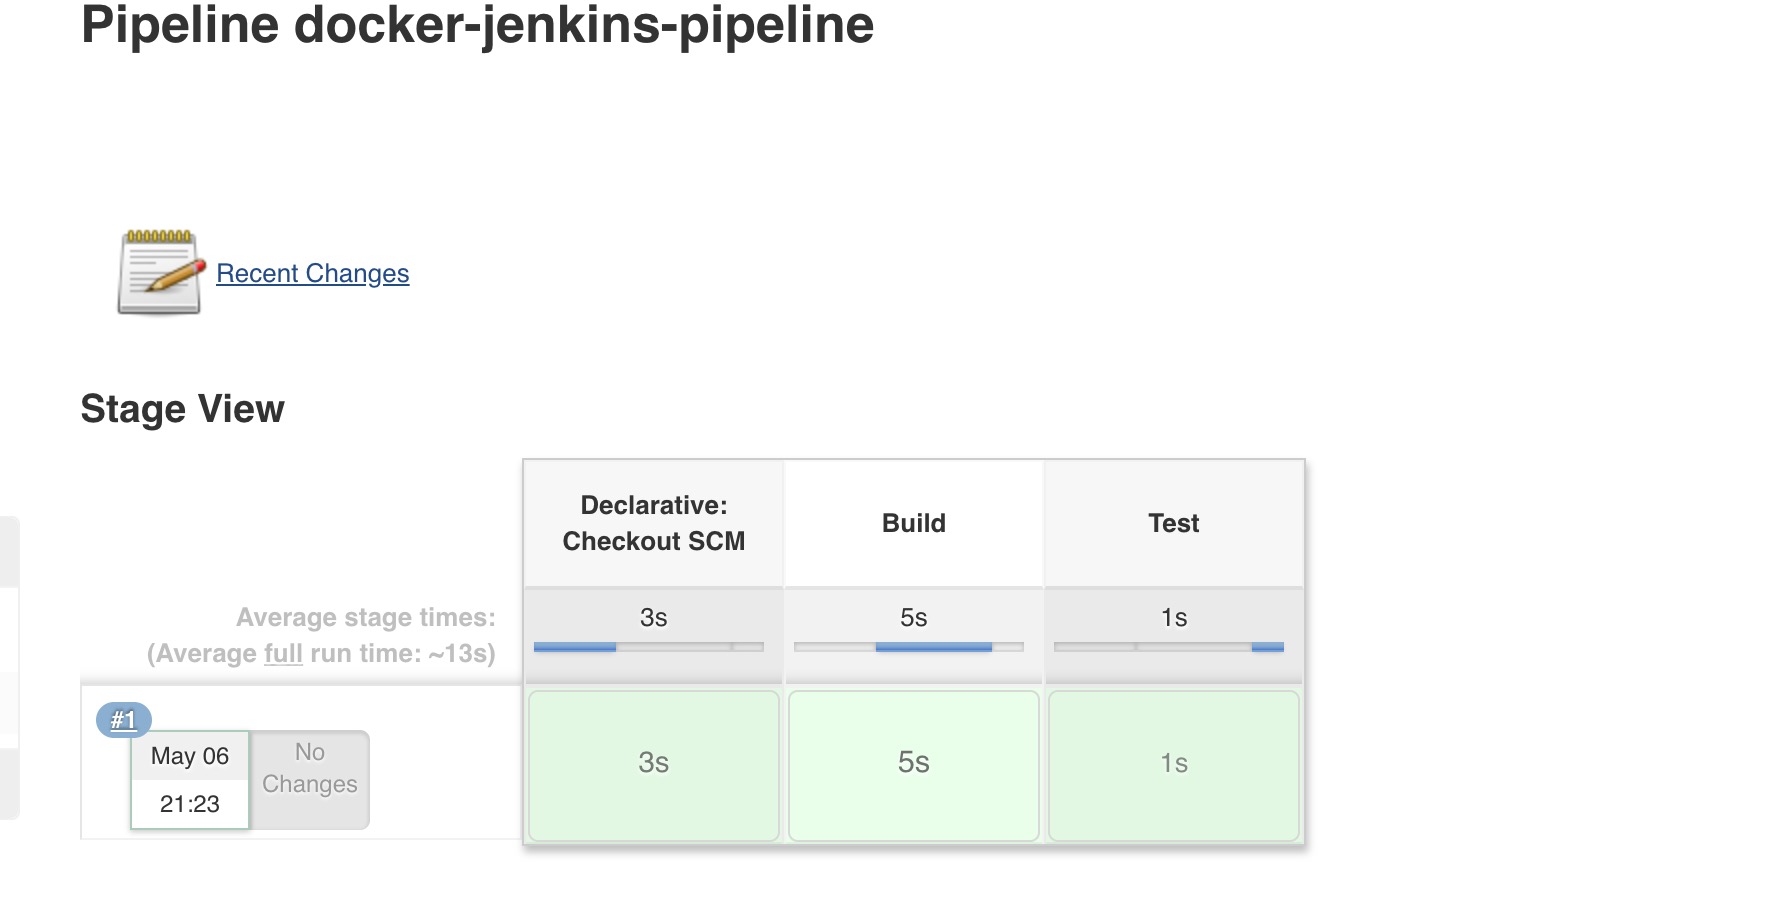 Pipeline docker-jenkins-pipeline
Recent Changes
Stage View
Declarative:
Checkout SCM
Build
Test
Average stage times:
(Average full run time: ~13s)
3s
5s
1s
#1
May 06
21:23
No
Changes
3s
5s
1s